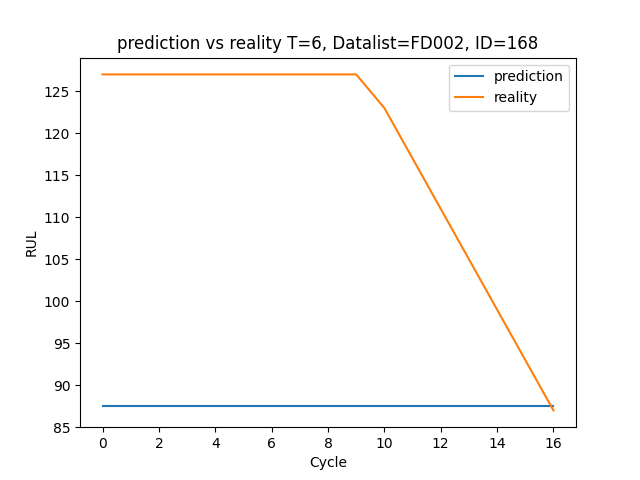 prediction vs reality T=6, Datalist=FD002, ID=168
prediction
reality
RUL
125
120
115
110
105
100
95
90
85
0 2 4 6 8 10 12 14 16
Cycle